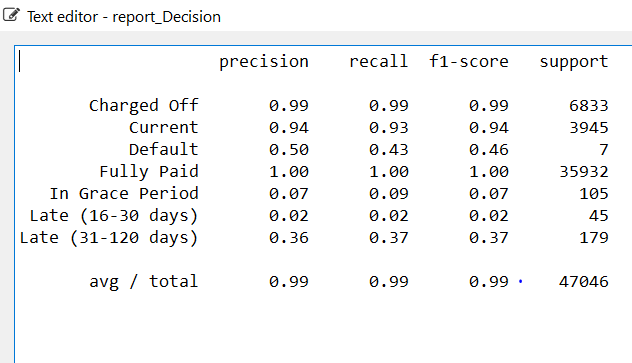 Text editor - report_Decision
precision recall f1-score support
Charged Off 0.99 0.99 0.99 6833
Current 0.94 0.93 0.94 3945
Default 0.50 0.43 0.46 7
Fully Paid 1.00 1.00 1.00 35932
In Grace Period 0.07 0.09 0.07 105
Late (16-30 days) 0.02 0.02 0.02 45
Late (31-120 days) 0.36 0.37 0.37 179
avg / total 0.99 0.99 0.99 47046